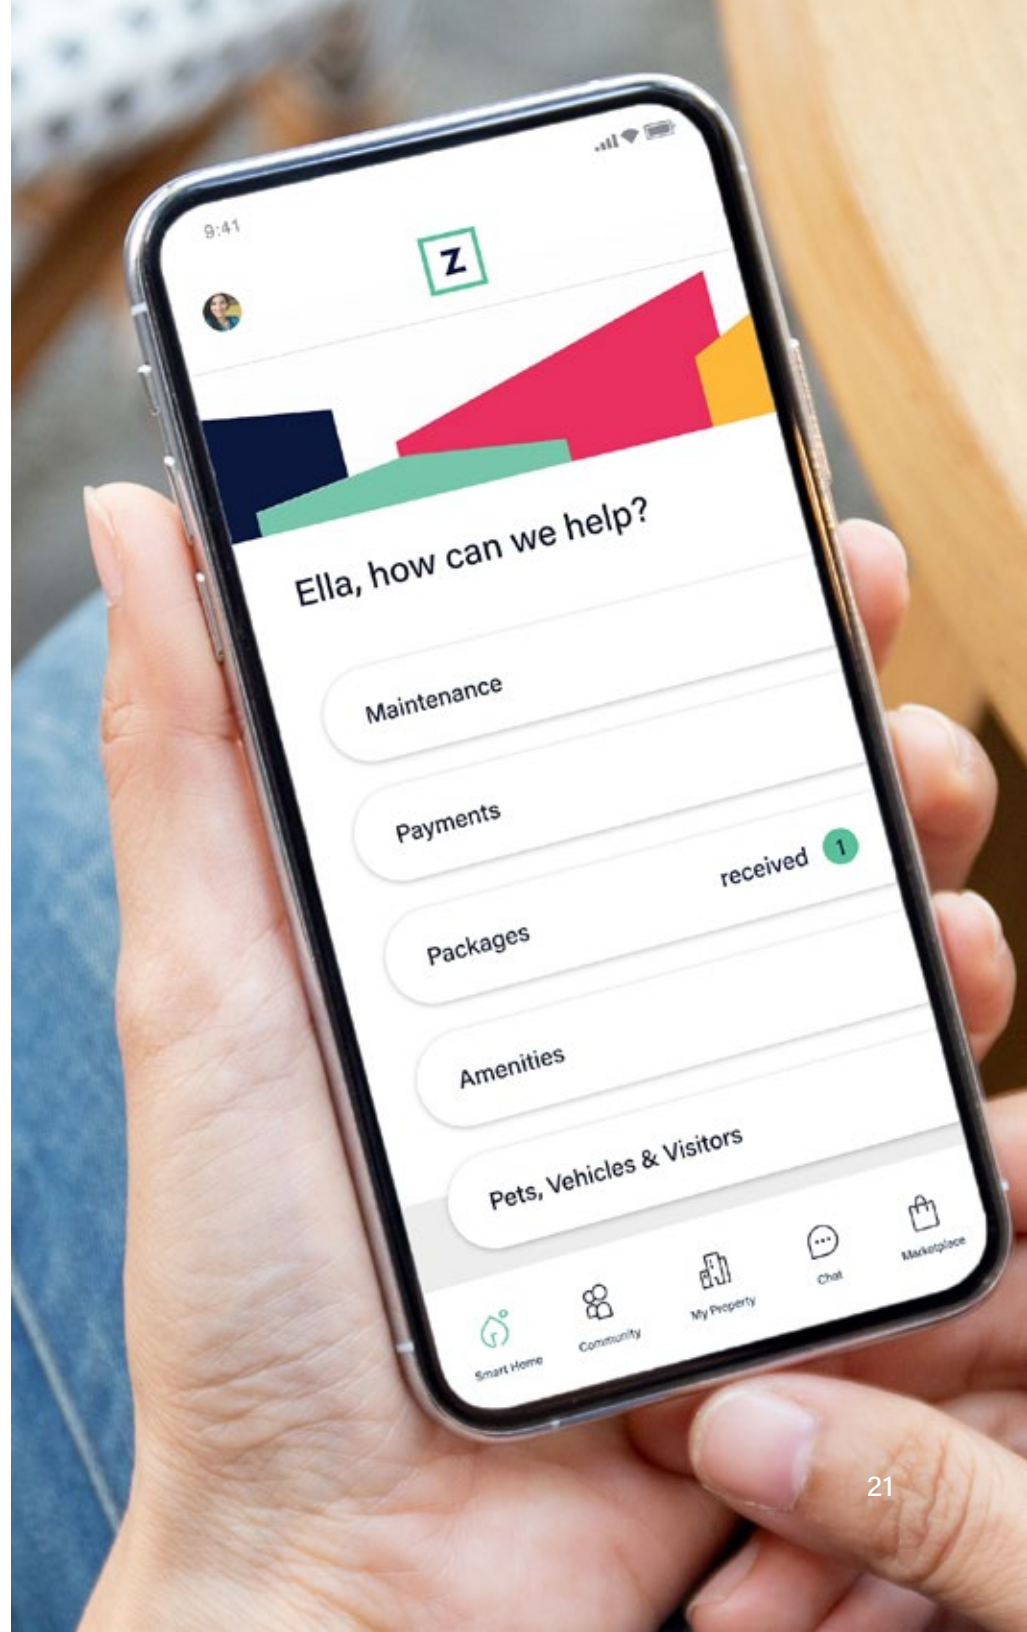 9:41
Z
Ella, how can we help?
Maintenance
Payments
Packages received 1
Amenities
Pets, Vehicles & Visitors
Smart Home Community My Property Chat Marketplace
21